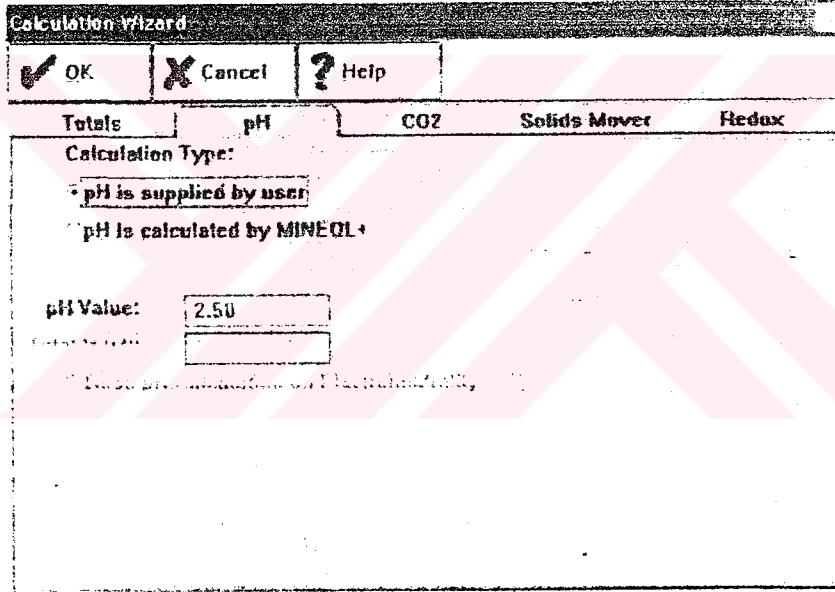 Calculation Wizard
OK Cancel Help
Totals pH CO2 Solids Mover Redox
Calculation Type:
pH is supplied by user
pH is calculated by MINEQL+
pH Value: 2.50